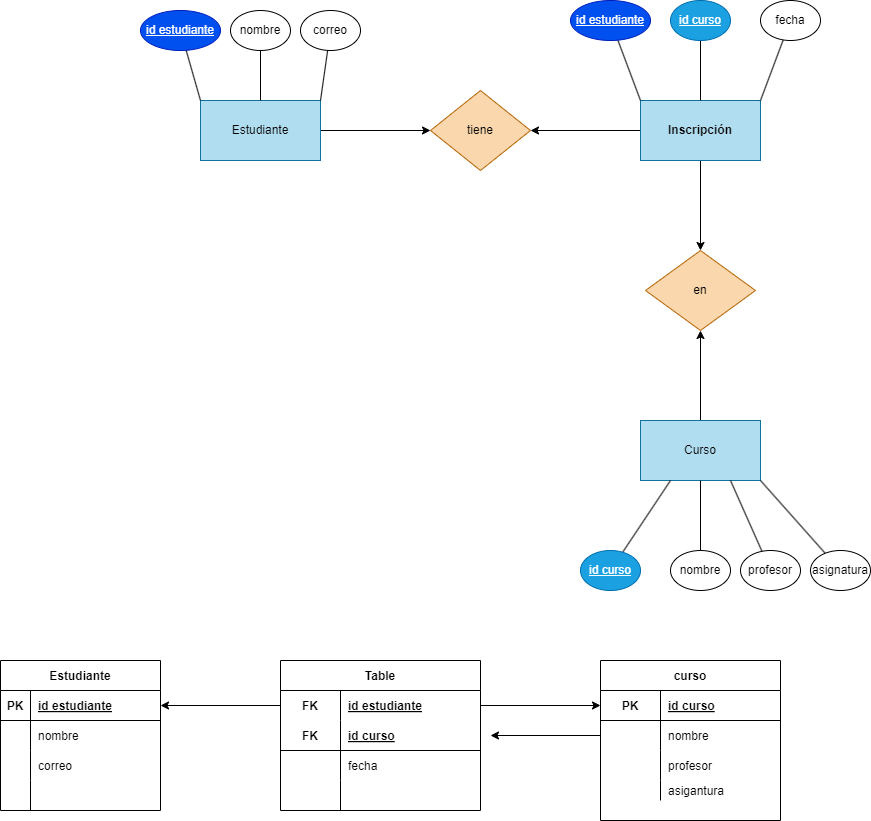 id estudiante
nombre
correo
id estudiante
id curso
fecha
Estudiante
tiene
Inscripción
en
Curso
id curso
nombre
profesor
asignatura
Estudiante
PK id estudiante
nombre
correo
Table
FK id estudiante
FK id curso
fecha
curso
PK id curso
nombre
profesor
asigantura